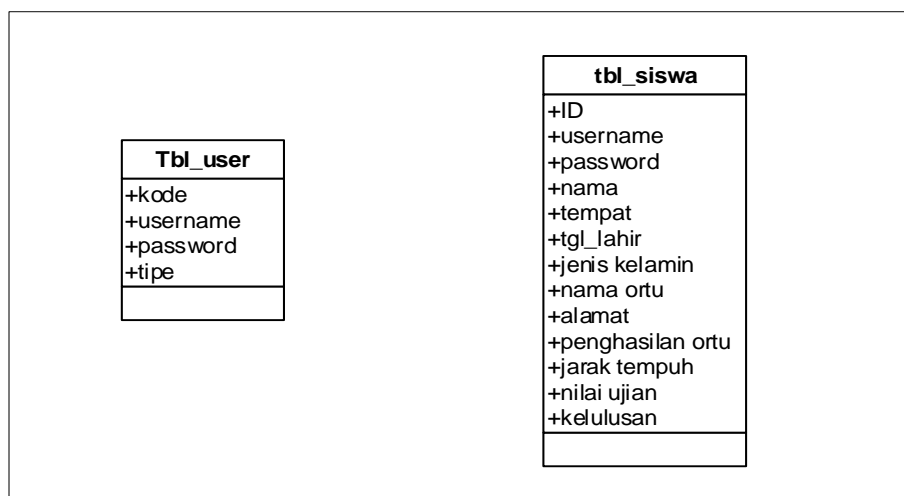 Tbl_user
+kode
+username
+password
+tipe
tbl_siswa
+ID
+username
+password
+nama
+tempat
+tgl_lahir
+jenis kelamin
+nama ortu
+alamat
+penghasilan ortu
+jarak tempuh
+nilai ujian
+kelulusan